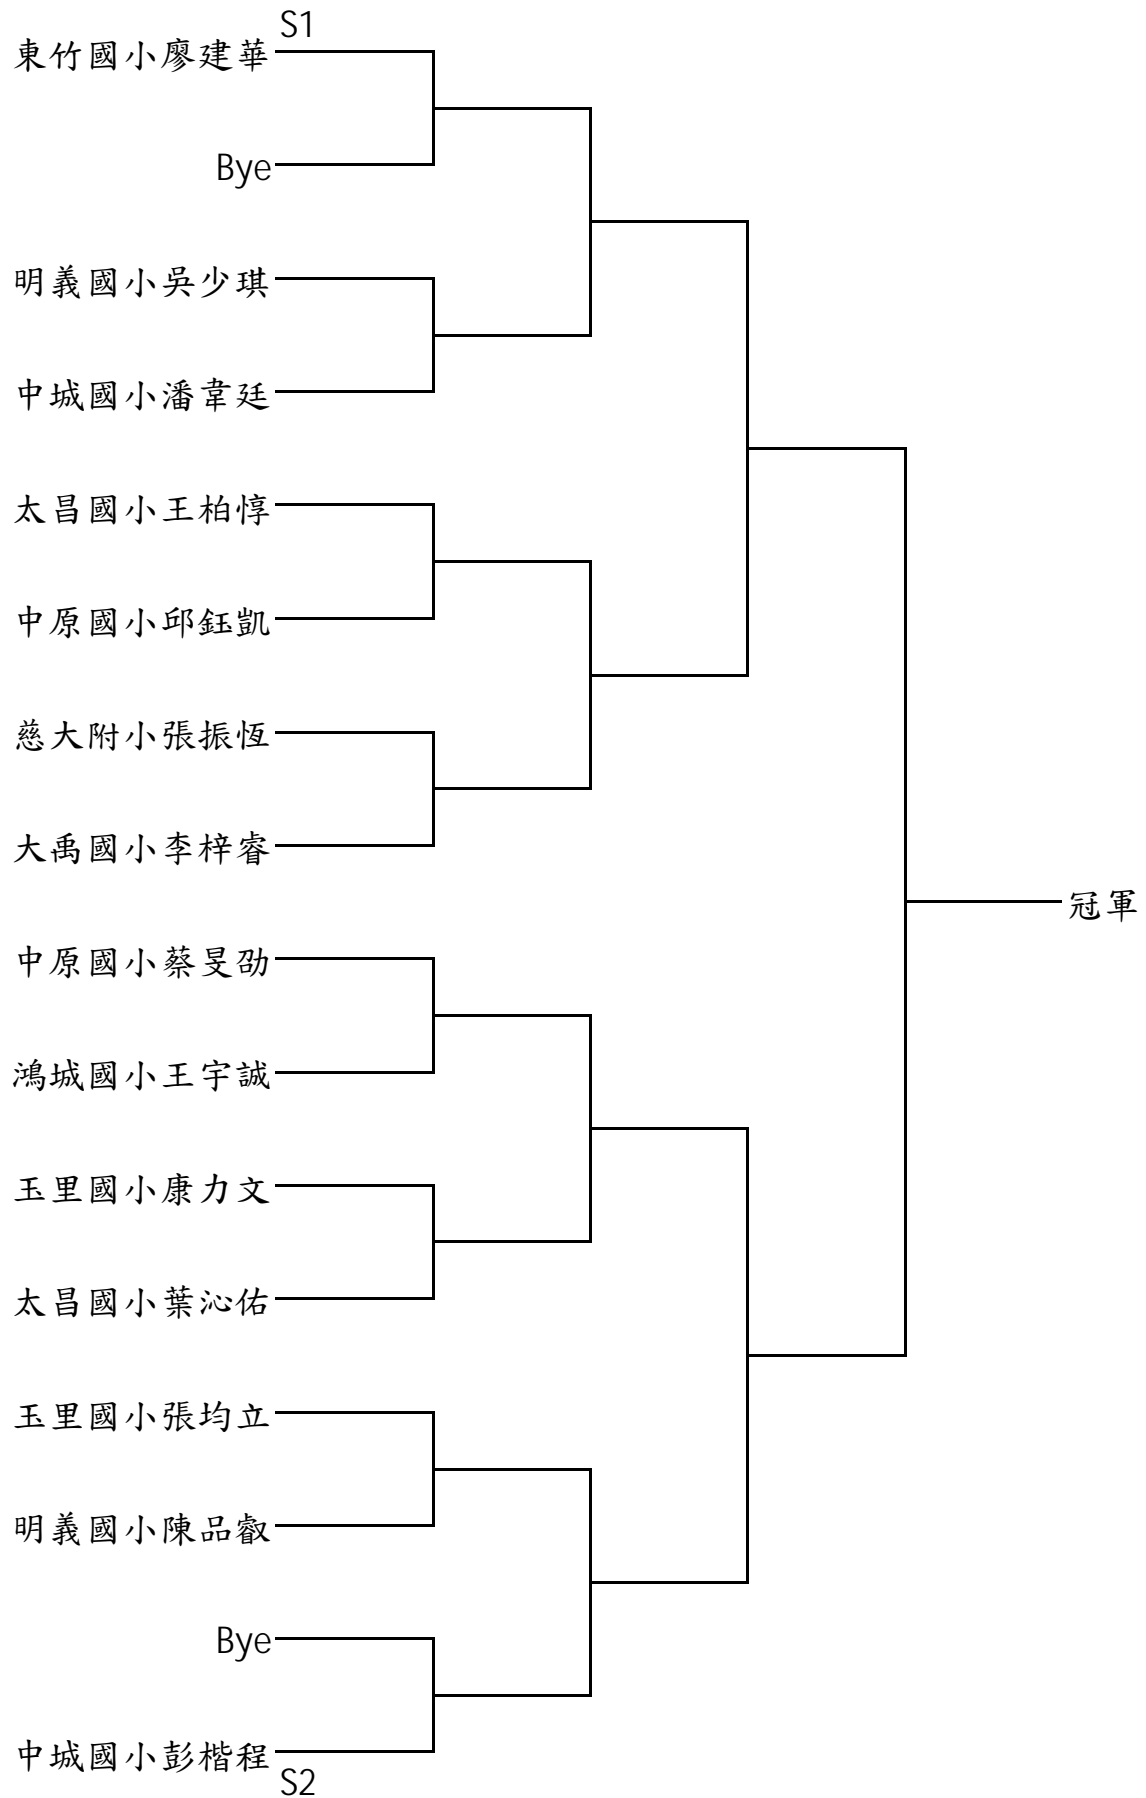 S1
東竹國小廖建華
Bye
明義國小吳少琪
中城國小潘韋廷
太昌國小王柏惇
中原國小邱鈺凱
慈大附小張振恆
大禹國小李梓睿
冠軍
中原國小蔡旻劭
鴻城國小王宇誠
玉里國小康力文
太昌國小葉沁佑
玉里國小張均立
明義國小陳品叡
Bye
中城國小彭楷程
S2